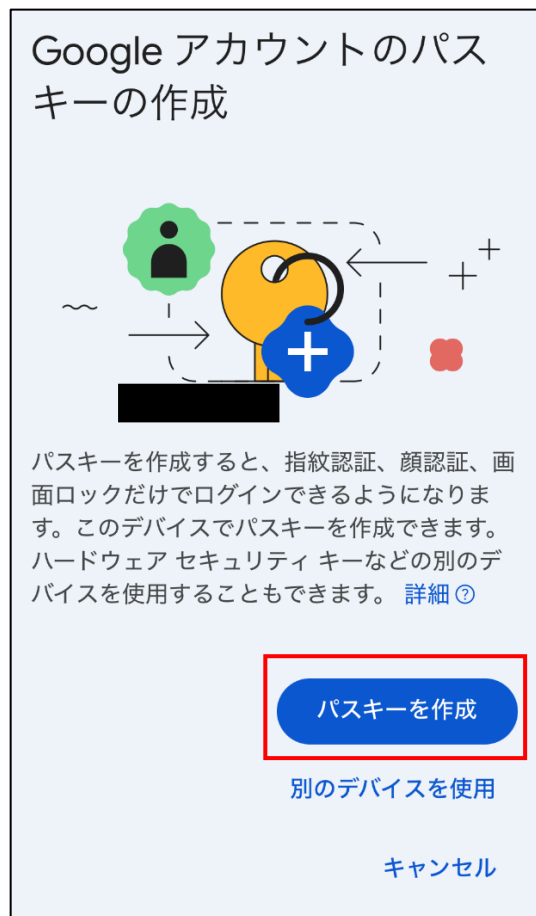 Google アカウントのパス
キーの作成
パスキーを作成すると、指紋認証、顔認証、画
面ロックだけでログインできるようになりま
す。このデバイスでパスキーを作成できます。
ハードウェア セキュリティ キーなどの別のデ
バイスを使用することもできます。 詳細
パスキーを作成
別のデバイスを使用
キャンセル